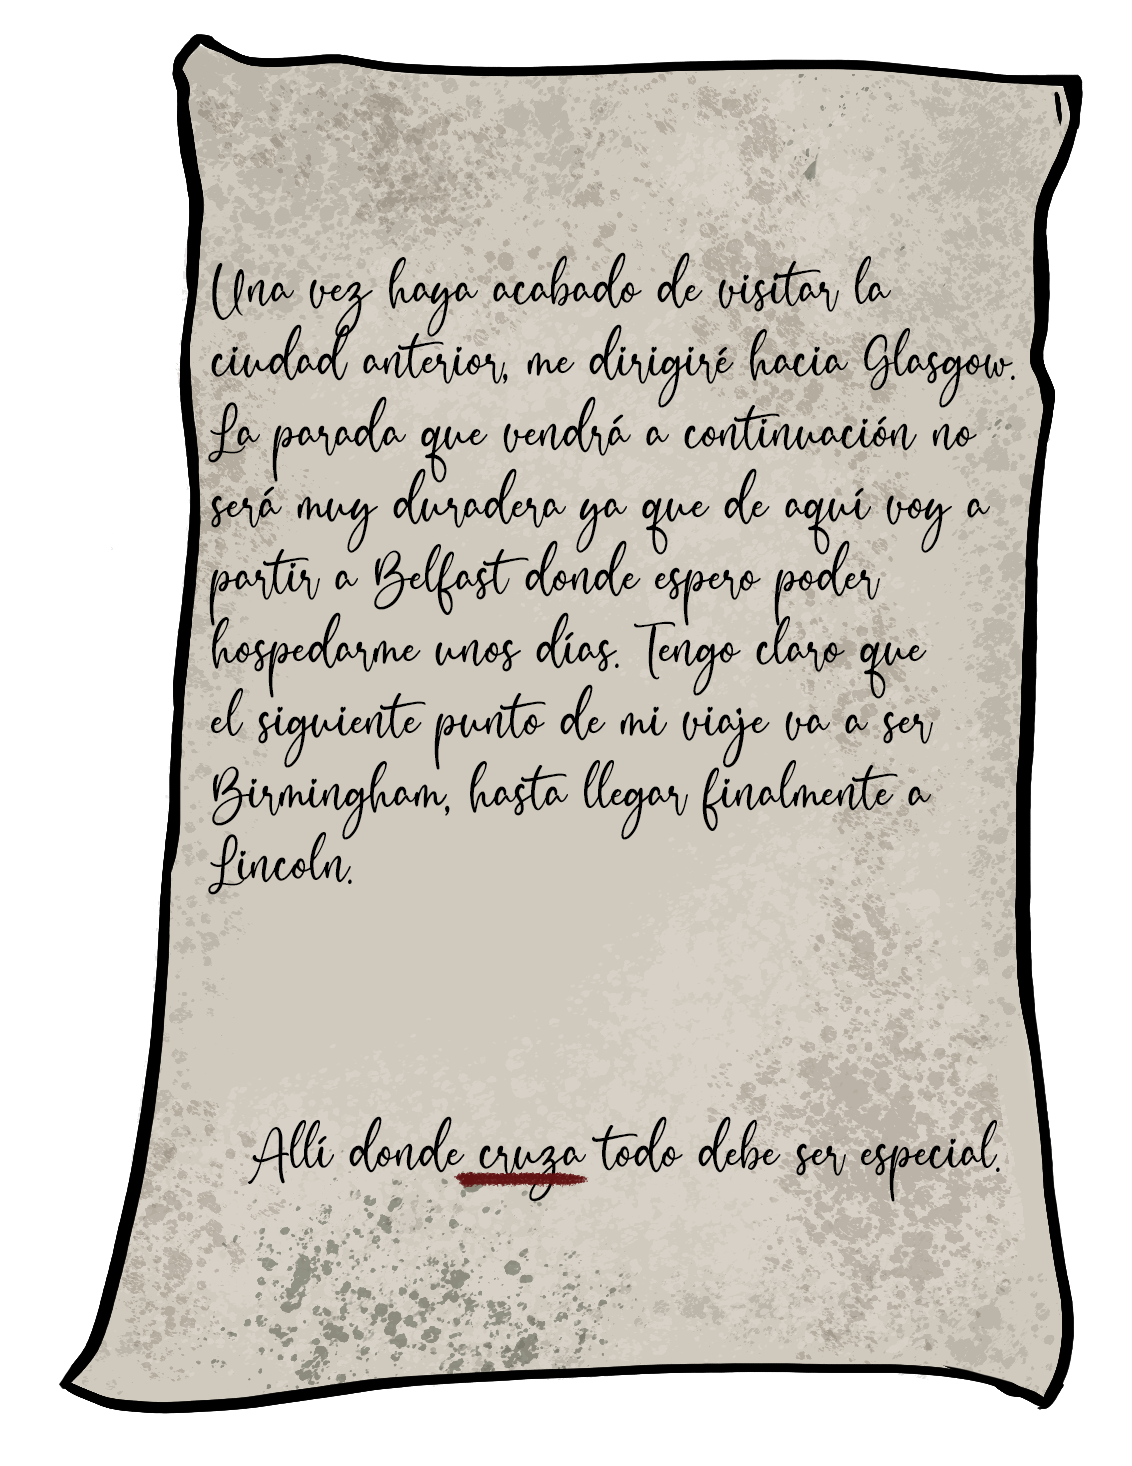 Una vez haya acabado de visitar la
ciudad anterior, me dirigiré hacia Glasgow.
La parada que vendrá a continuación no
será muy duradera ya que de aquí voy a
partir a Belfast donde espero poder
hospedarme unos días. Tengo claro que
el siguiente punto de mi viaje va a ser
Birmingham, hasta llegar finalmente a
Lincoln.
Allí donde cruza todo debe ser especial.